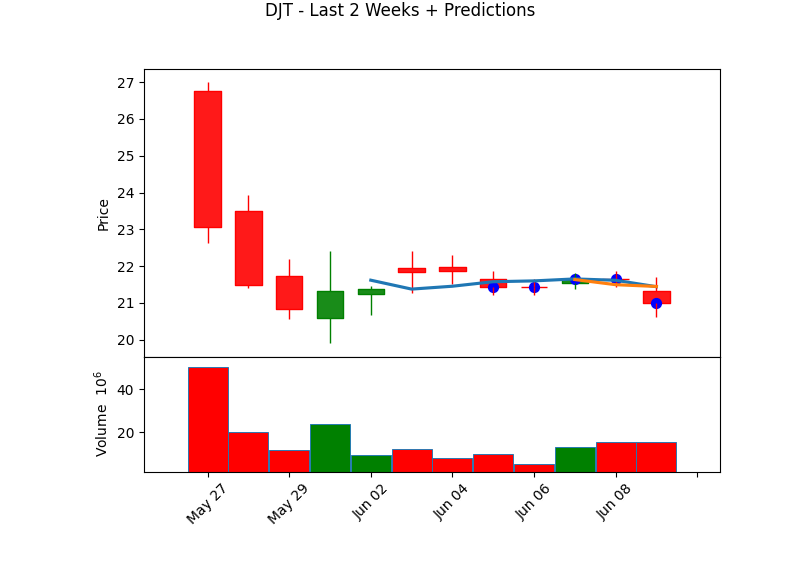 DJT - Last 2 Weeks + Predictions
27
26
25
24
23
22
21
20
Price
40
20
Volume 10^6
May 27
May 29
Jun 02
Jun 04
Jun 06
Jun 08